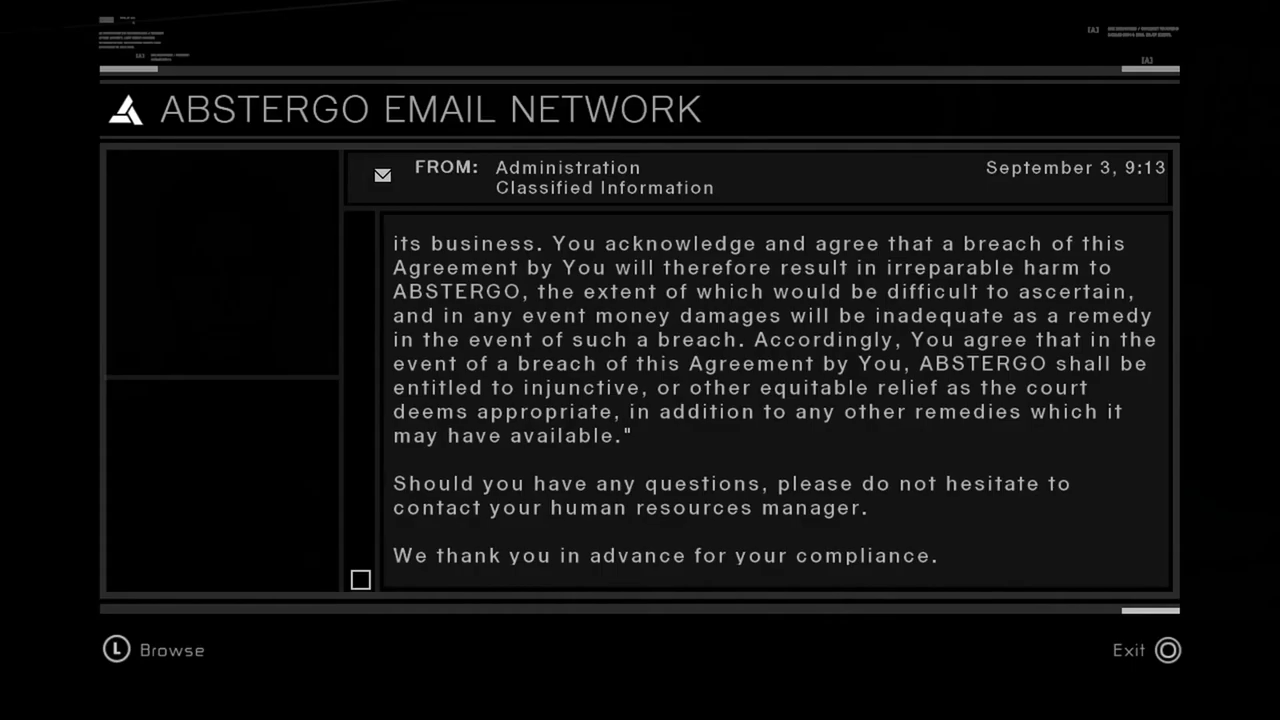 [A]
[A]
[A]
ABSTERGO EMAIL NETWORK
FROM: Administration
September 3, 9:13
Classified Information
its business. You acknowledge and agree that a breach of this
Agreement by You will therefore result in irreparable harm to
ABSTERGO, the extent of which would be difficult to ascertain,
and in any event money damages will be inadequate as a remedy
in the event of such a breach. Accordingly, You agree that in the
event of a breach of this Agreement by You, ABSTERGO shall be
entitled to injunctive, or other equitable relief as the court
deems appropriate, in addition to any other remedies which it
may have available."
Should you have any questions, please do not hesitate to
contact your human resources manager.
We thank you in advance for your compliance.
L Browse
Exit